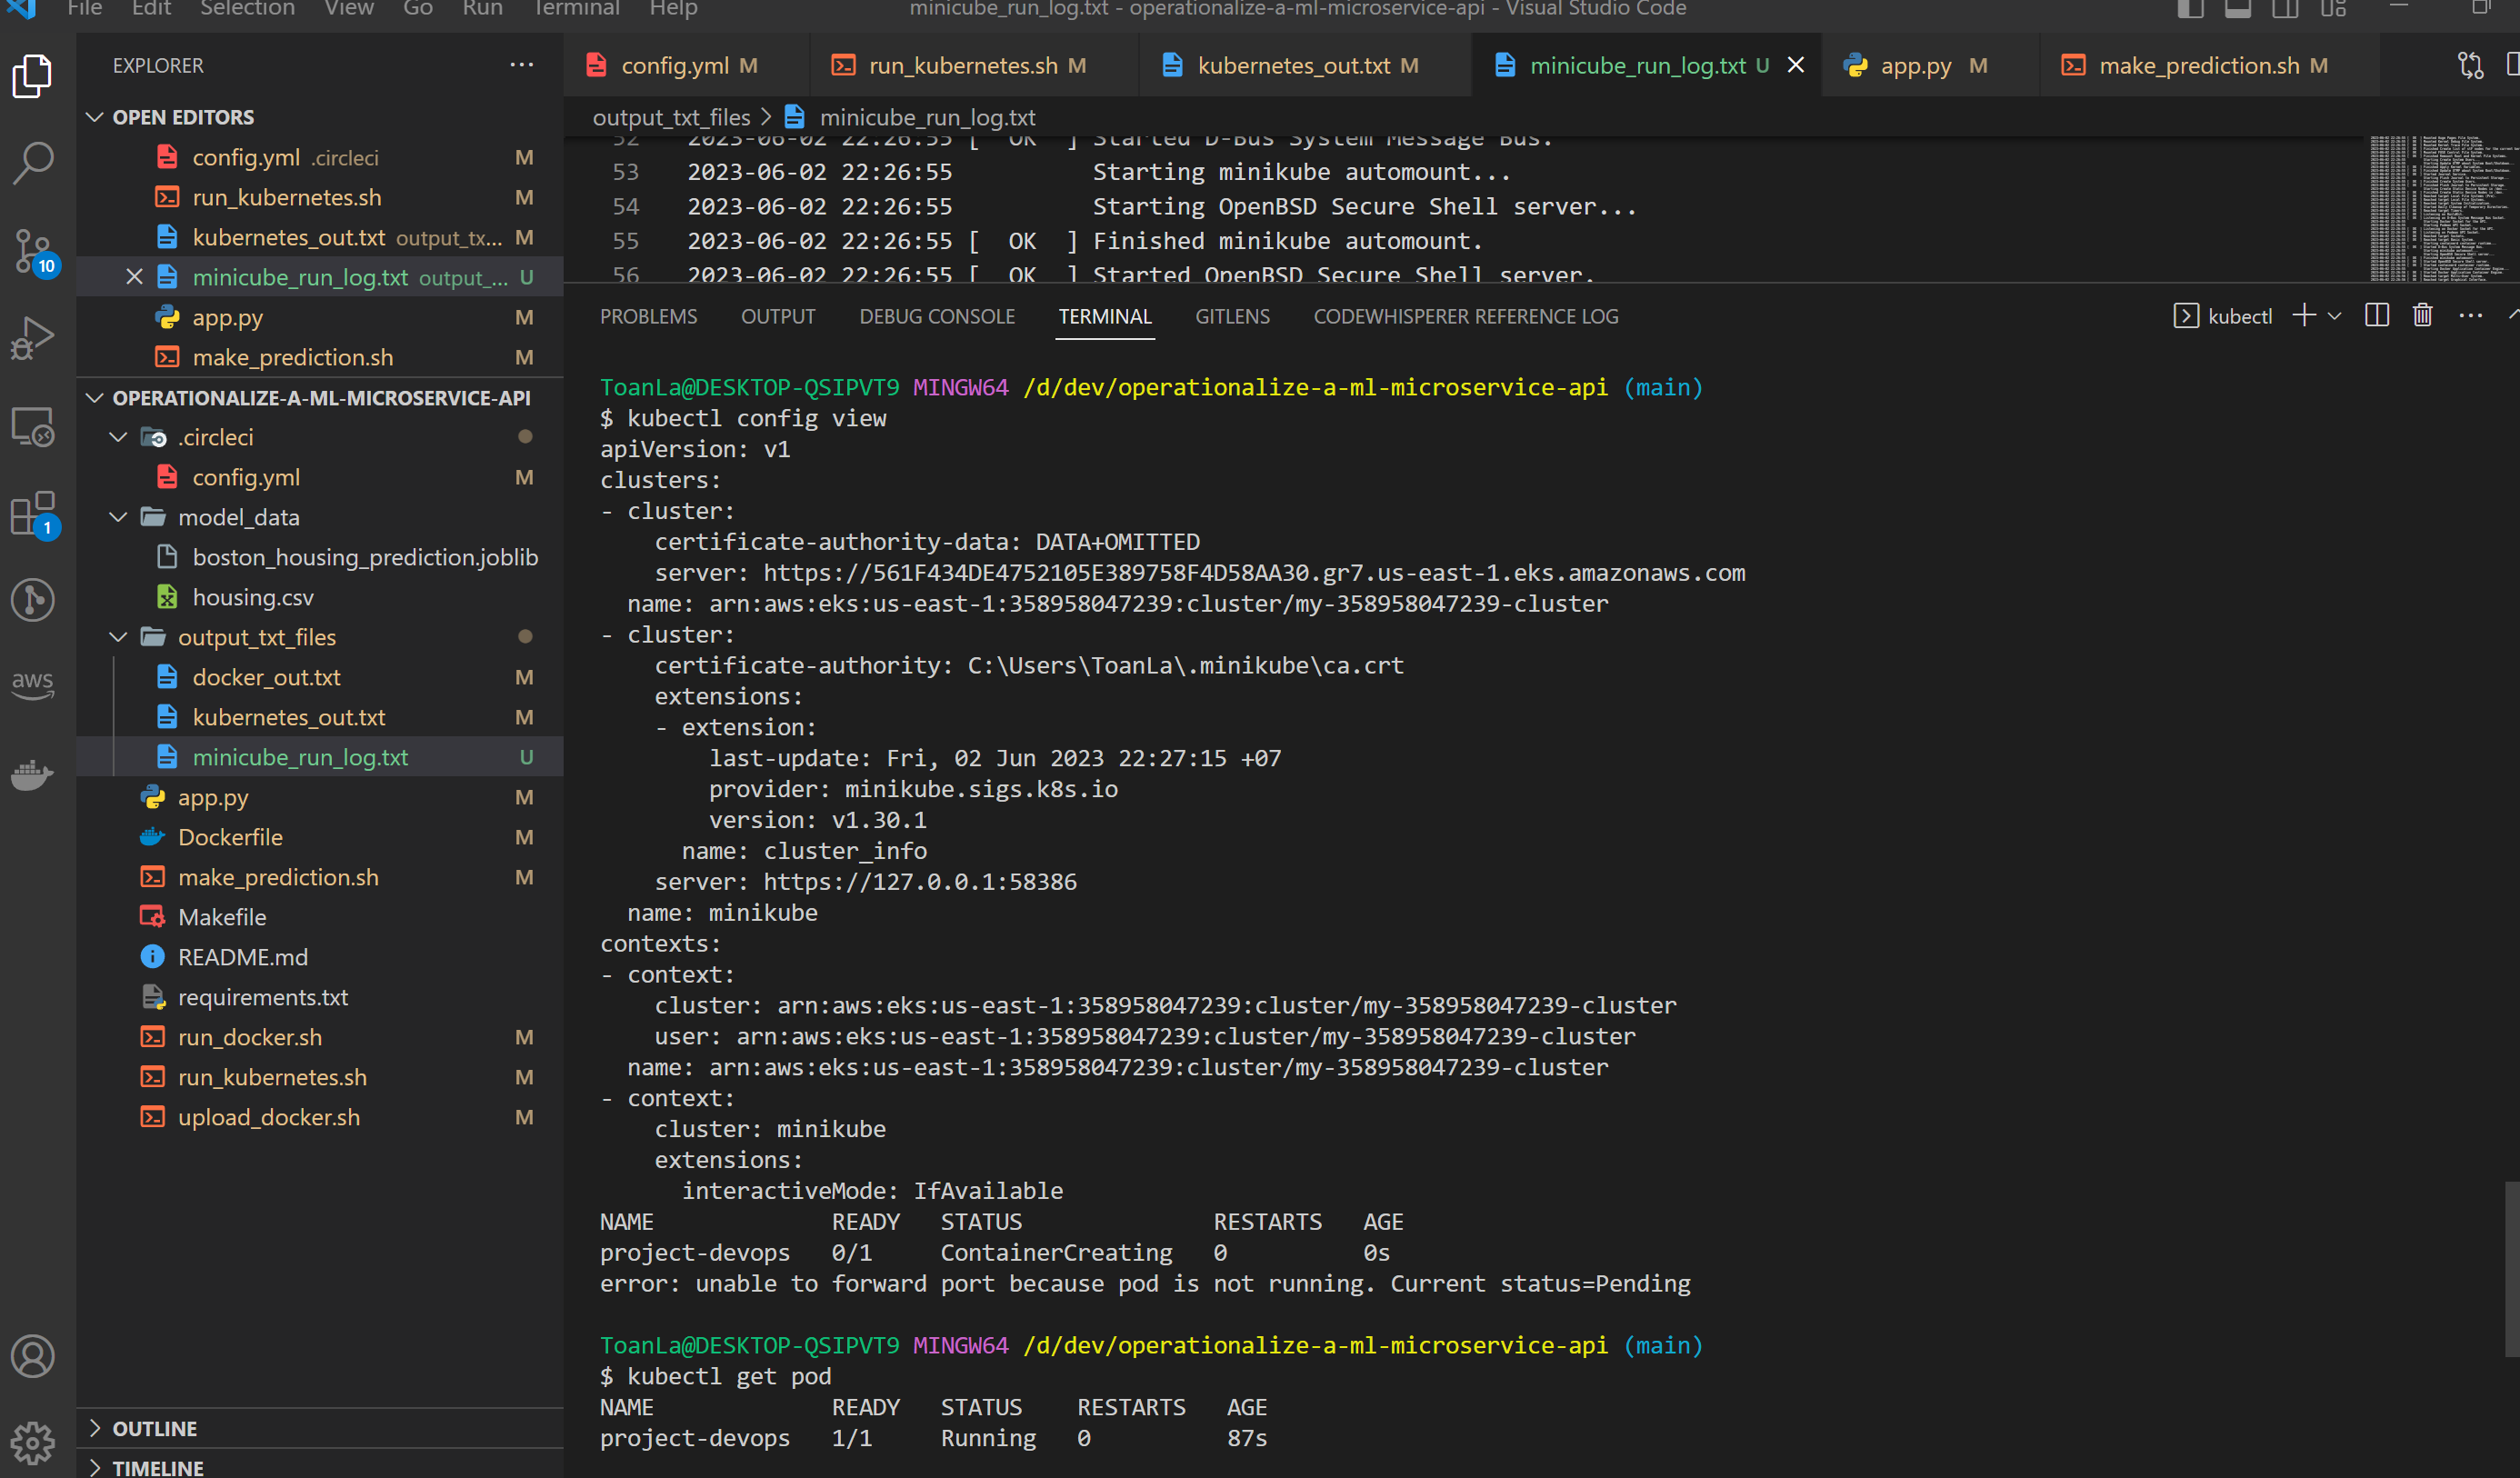 File Edit Selection View Go Run Terminal Help
minicube_run_log.txt - operationalize-a-ml-microservice-api - Visual Studio Code
EXPLORER
OPEN EDITORS
config.yml .circleci M
run_kubernetes.sh M
kubernetes_out.txt output_tx... M
minicube_run_log.txt output_... U
app.py M
make_prediction.sh M
OPERATIONALIZE-A-ML-MICROSERVICE-API
.circleci
config.yml M
model_data
boston_housing_prediction.joblib
housing.csv
output_txt_files
docker_out.txt M
kubernetes_out.txt M
minicube_run_log.txt U
app.py M
Dockerfile M
make_prediction.sh M
Makefile
README.md
requirements.txt
run_docker.sh M
run_kubernetes.sh M
upload_docker.sh M
OUTLINE
TIMELINE
10
1
aws
config.yml M run_kubernetes.sh M kubernetes_out.txt M minicube_run_log.txt U app.py M make_prediction.sh M
output_txt_files > minicube_run_log.txt
52 2023-06-02 22:26:55 [  OK  ] Started D-Bus System Message Bus.
53 2023-06-02 22:26:55          Starting minikube automount...
54 2023-06-02 22:26:55          Starting OpenBSD Secure Shell server...
55 2023-06-02 22:26:55 [  OK  ] Finished minikube automount.
56 2023-06-02 22:26:55 [  OK  ] Started OpenBSD Secure Shell server.
PROBLEMS OUTPUT DEBUG CONSOLE TERMINAL GITLENS CODEWHISPERER REFERENCE LOG
kubectl
ToanLa@DESKTOP-QSIPVT9 MINGW64 /d/dev/operationalize-a-ml-microservice-api (main)
$ kubectl config view
apiVersion: v1
clusters:
- cluster:
    certificate-authority-data: DATA+OMITTED
    server: https://561F434DE4752105E389758F4D58AA30.gr7.us-east-1.eks.amazonaws.com
  name: arn:aws:eks:us-east-1:358958047239:cluster/my-358958047239-cluster
- cluster:
    certificate-authority: C:\Users\ToanLa\.minikube\ca.crt
    extensions:
    - extension:
        last-update: Fri, 02 Jun 2023 22:27:15 +07
        provider: minikube.sigs.k8s.io
        version: v1.30.1
      name: cluster_info
    server: https://127.0.0.1:58386
  name: minikube
contexts:
- context:
    cluster: arn:aws:eks:us-east-1:358958047239:cluster/my-358958047239-cluster
    user: arn:aws:eks:us-east-1:358958047239:cluster/my-358958047239-cluster
  name: arn:aws:eks:us-east-1:358958047239:cluster/my-358958047239-cluster
- context:
    cluster: minikube
    extensions:
      interactiveMode: IfAvailable
NAME             READY   STATUS              RESTARTS   AGE
project-devops   0/1     ContainerCreating   0          0s
error: unable to forward port because pod is not running. Current status=Pending
ToanLa@DESKTOP-QSIPVT9 MINGW64 /d/dev/operationalize-a-ml-microservice-api (main)
$ kubectl get pod
NAME             READY   STATUS    RESTARTS   AGE
project-devops   1/1     Running   0          87s